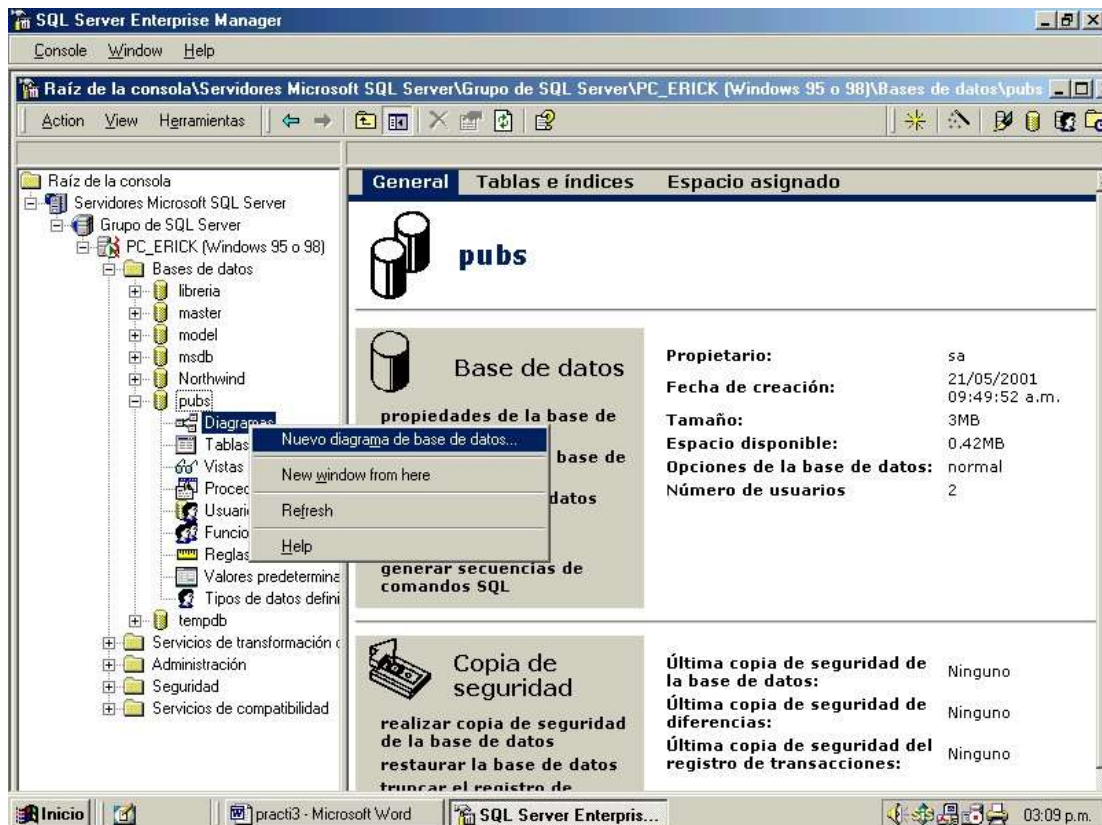 SQL Server Enterprise Manager
Console Window Help
Raíz de la consola\Servidores Microsoft SQL Server\Grupo de SQL Server\PC_ERICK (Windows 95 o 98)\Bases de datos\pubs
Action View Herramientas
Raíz de la consola
Servidores Microsoft SQL Server
Grupo de SQL Server
PC_ERICK (Windows 95 o 98)
Bases de datos
libreria
master
model
msdb
Northwind
pubs
Diagramas
Tablas
Vistas
Proced
Usuari
Funcio
Reglas
Valores predetermina
Tipos de datos defini
tempdb
Servicios de transformación
Administración
Seguridad
Servicios de compatibilidad
Nuevo diagrama de base de datos...
New window from here
Refresh
Help
General Tablas e índices Espacio asignado
pubs
Base de datos
propiedades de la base de
base de
datos
generar secuencias de
comandos SQL
Propietario: sa
Fecha de creación: 21/05/2001
09:49:52 a.m.
Tamaño: 3MB
Espacio disponible: 0.42MB
Opciones de la base de datos: normal
Número de usuarios 2
Copia de
seguridad
realizar copia de seguridad
de la base de datos
restaurar la base de datos
truncar el registro de
Última copia de seguridad de
la base de datos: Ninguno
Última copia de seguridad de
diferencias: Ninguno
Última copia de seguridad del
registro de transacciones: Ninguno
Inicio
practi3 - Microsoft Word
SQL Server Enterpris...
03:09 p.m.